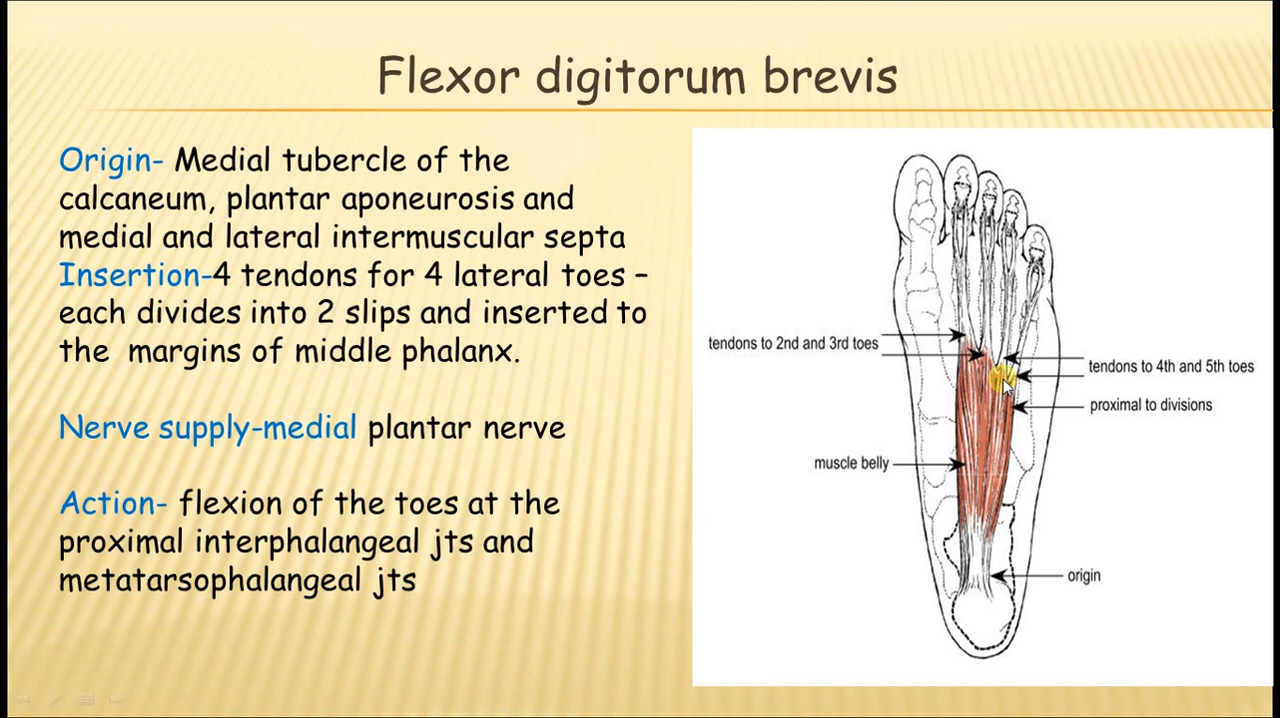 Flexor digitorum brevis
Origin- Medial tubercle of the
calcaneum, plantar aponeurosis and
medial and lateral intermuscular septa
Insertion-4 tendons for 4 lateral toes –
each divides into 2 slips and inserted to
the  margins of middle phalanx.
Nerve supply-medial plantar nerve
Action- flexion of the toes at the
proximal interphalangeal jts and
metatarsophalangeal jts
tendons to 2nd and 3rd toes
tendons to 4th and 5th toes
proximal to divisions
muscle belly
origin